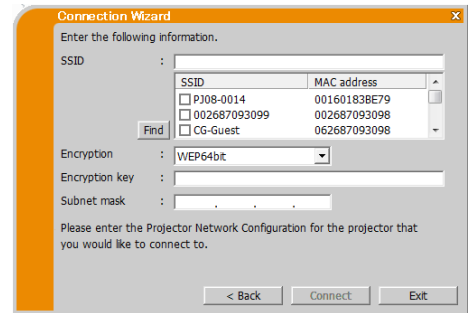 Connection Wizard x
Enter the following information.
SSID :
SSID MAC address
PJ08-0014 00160183BE79
002687093099 002687093098
CG-Guest 062687093098
Find
Encryption : WEP64bit
Encryption key :
Subnet mask : . . .
Please enter the Projector Network Configuration for the projector that
you would like to connect to.
< Back Connect Exit